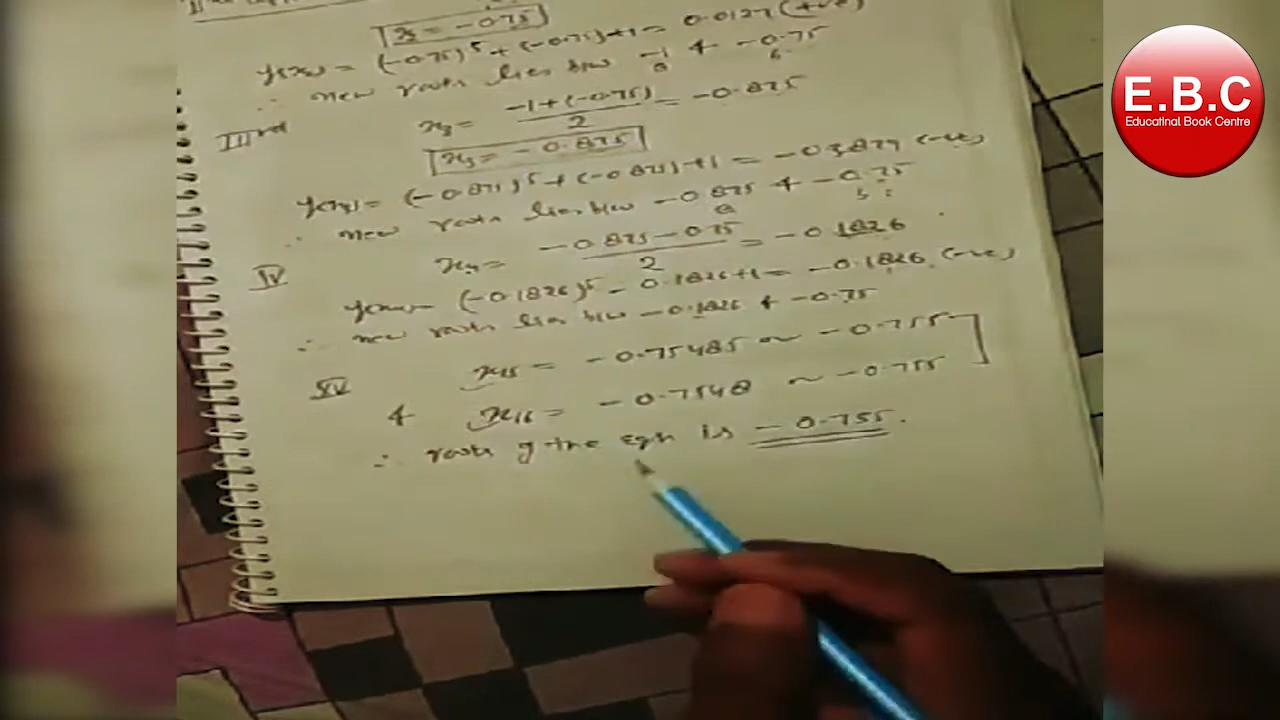 x = -0.75
y(x) = (-0.75)^5 + (-0.75) + 1 = 0.0127 (+ve)
∴ new roots lies b/w -1 & -0.75
a b
IIIrd x3 = -1 + (-0.75) / 2 = -0.875
x3 = -0.875
y(x3) = (-0.875)^5 + (-0.875) + 1 = -0.3879 (-ve)
∴ new roots lies b/w -0.875 & -0.75
a b
IV x4 = -0.875 - 0.75 / 2 = -0.1826
(-0.1826)^5 - 0.1826 + 1 = -0.1826 (-ve)
∴ new roots lies b/w -0.1826 & -0.75
XV x15 = -0.75485 ~ -0.755
& x16 = -0.7548 ~ -0.755
∴ roots of the eqn is -0.755.
E.B.C
Educatinal Book Centre